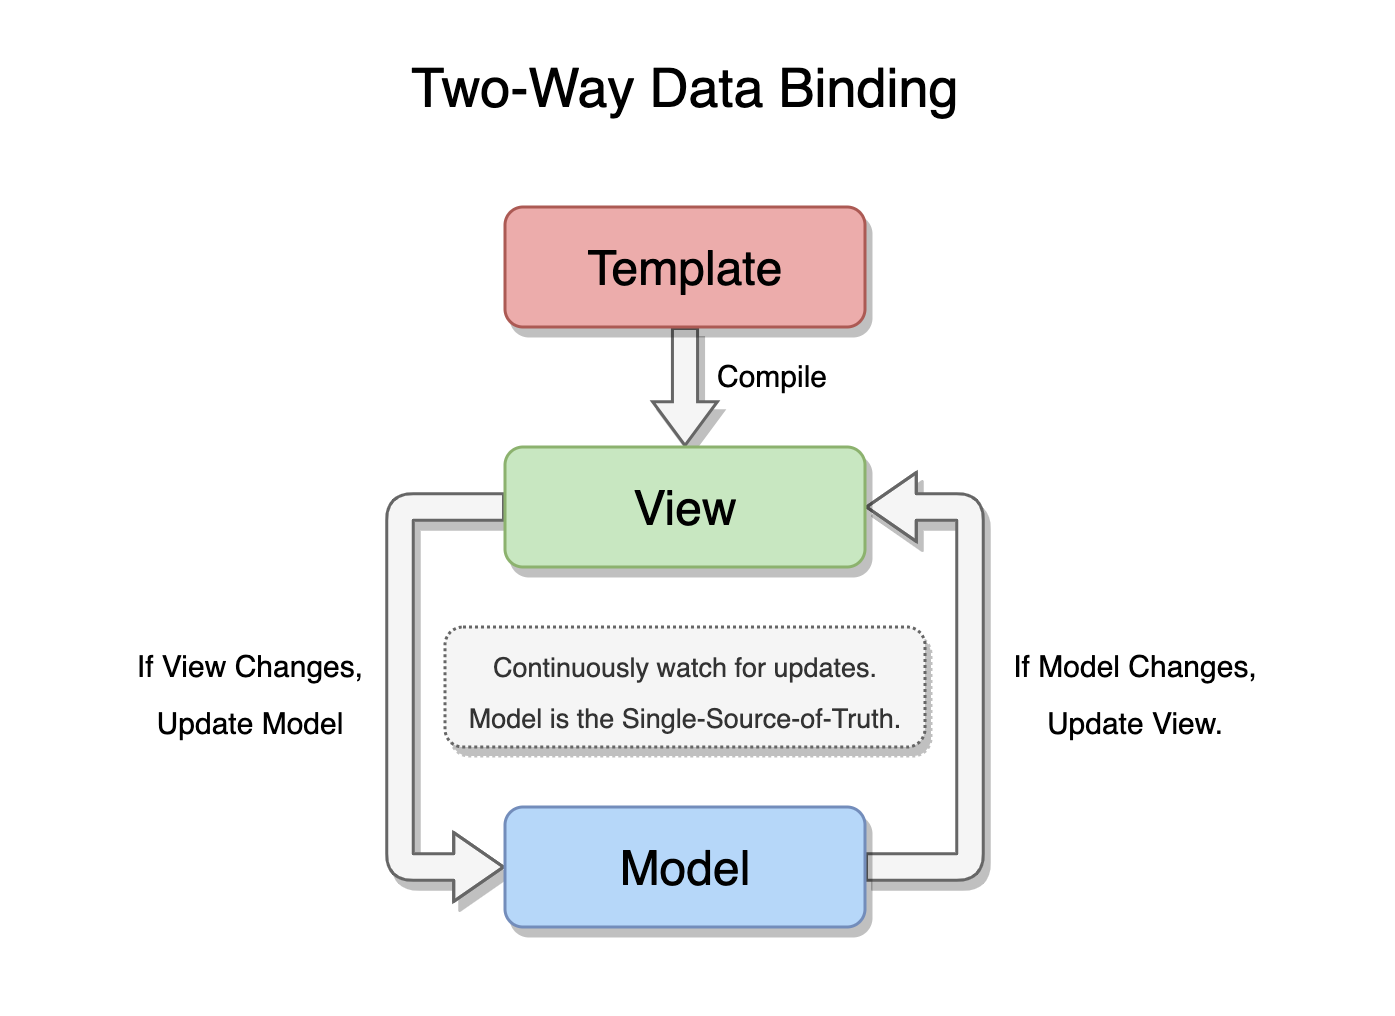 Two-Way Data Binding
Template
Compile
View
If View Changes,
Update Model
Continuously watch for updates.
Model is the Single-Source-of-Truth.
If Model Changes,
Update View.
Model